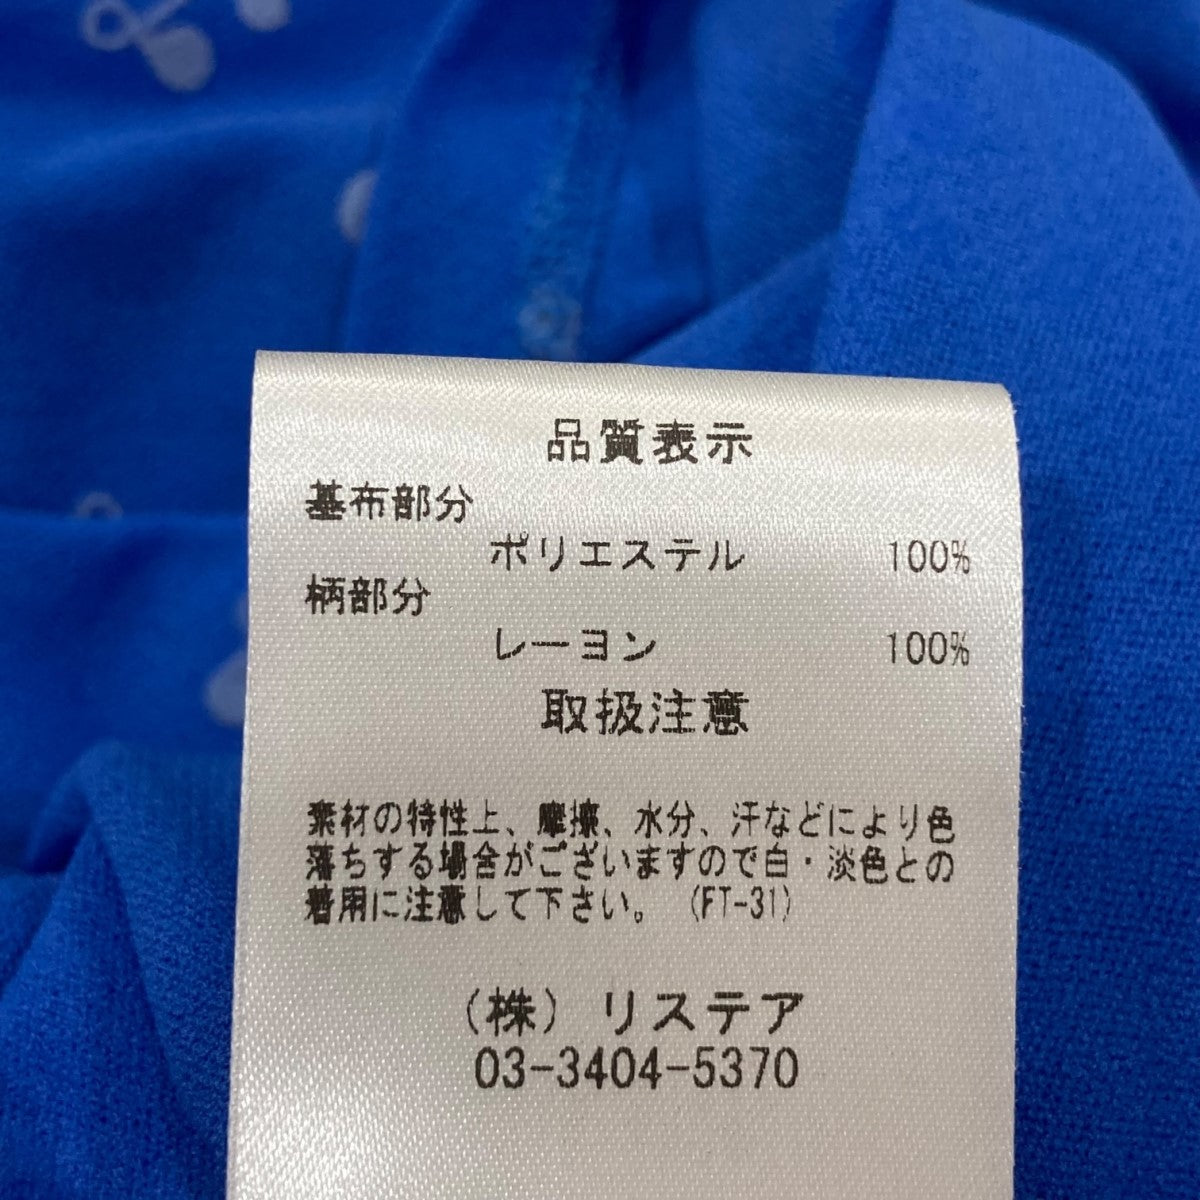 品質表示
基布部分
ポリエステル 100%
柄部分
レーヨン 100%
取扱注意
素材の特性上、摩擦、水分、汗などにより色
落ちする場合がございますので白・淡色との
着用に注意して下さい。(FT-31)
(株) リステア
03-3404-5370